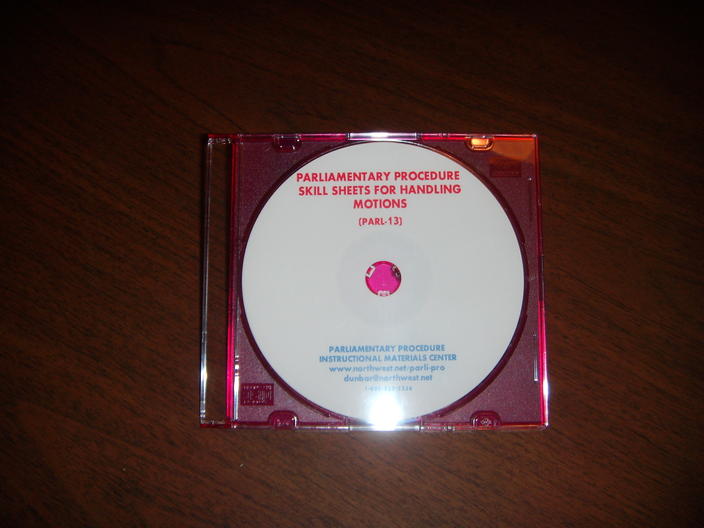 PARLIAMENTARY PROCEDURE
SKILL SHEETS FOR HANDLING
MOTIONS
(PARL-13)
PARLIAMENTARY PROCEDURE
INSTRUCTIONAL MATERIALS CENTER
www.northwest.net/parli-pro
dunbar@northwest.net